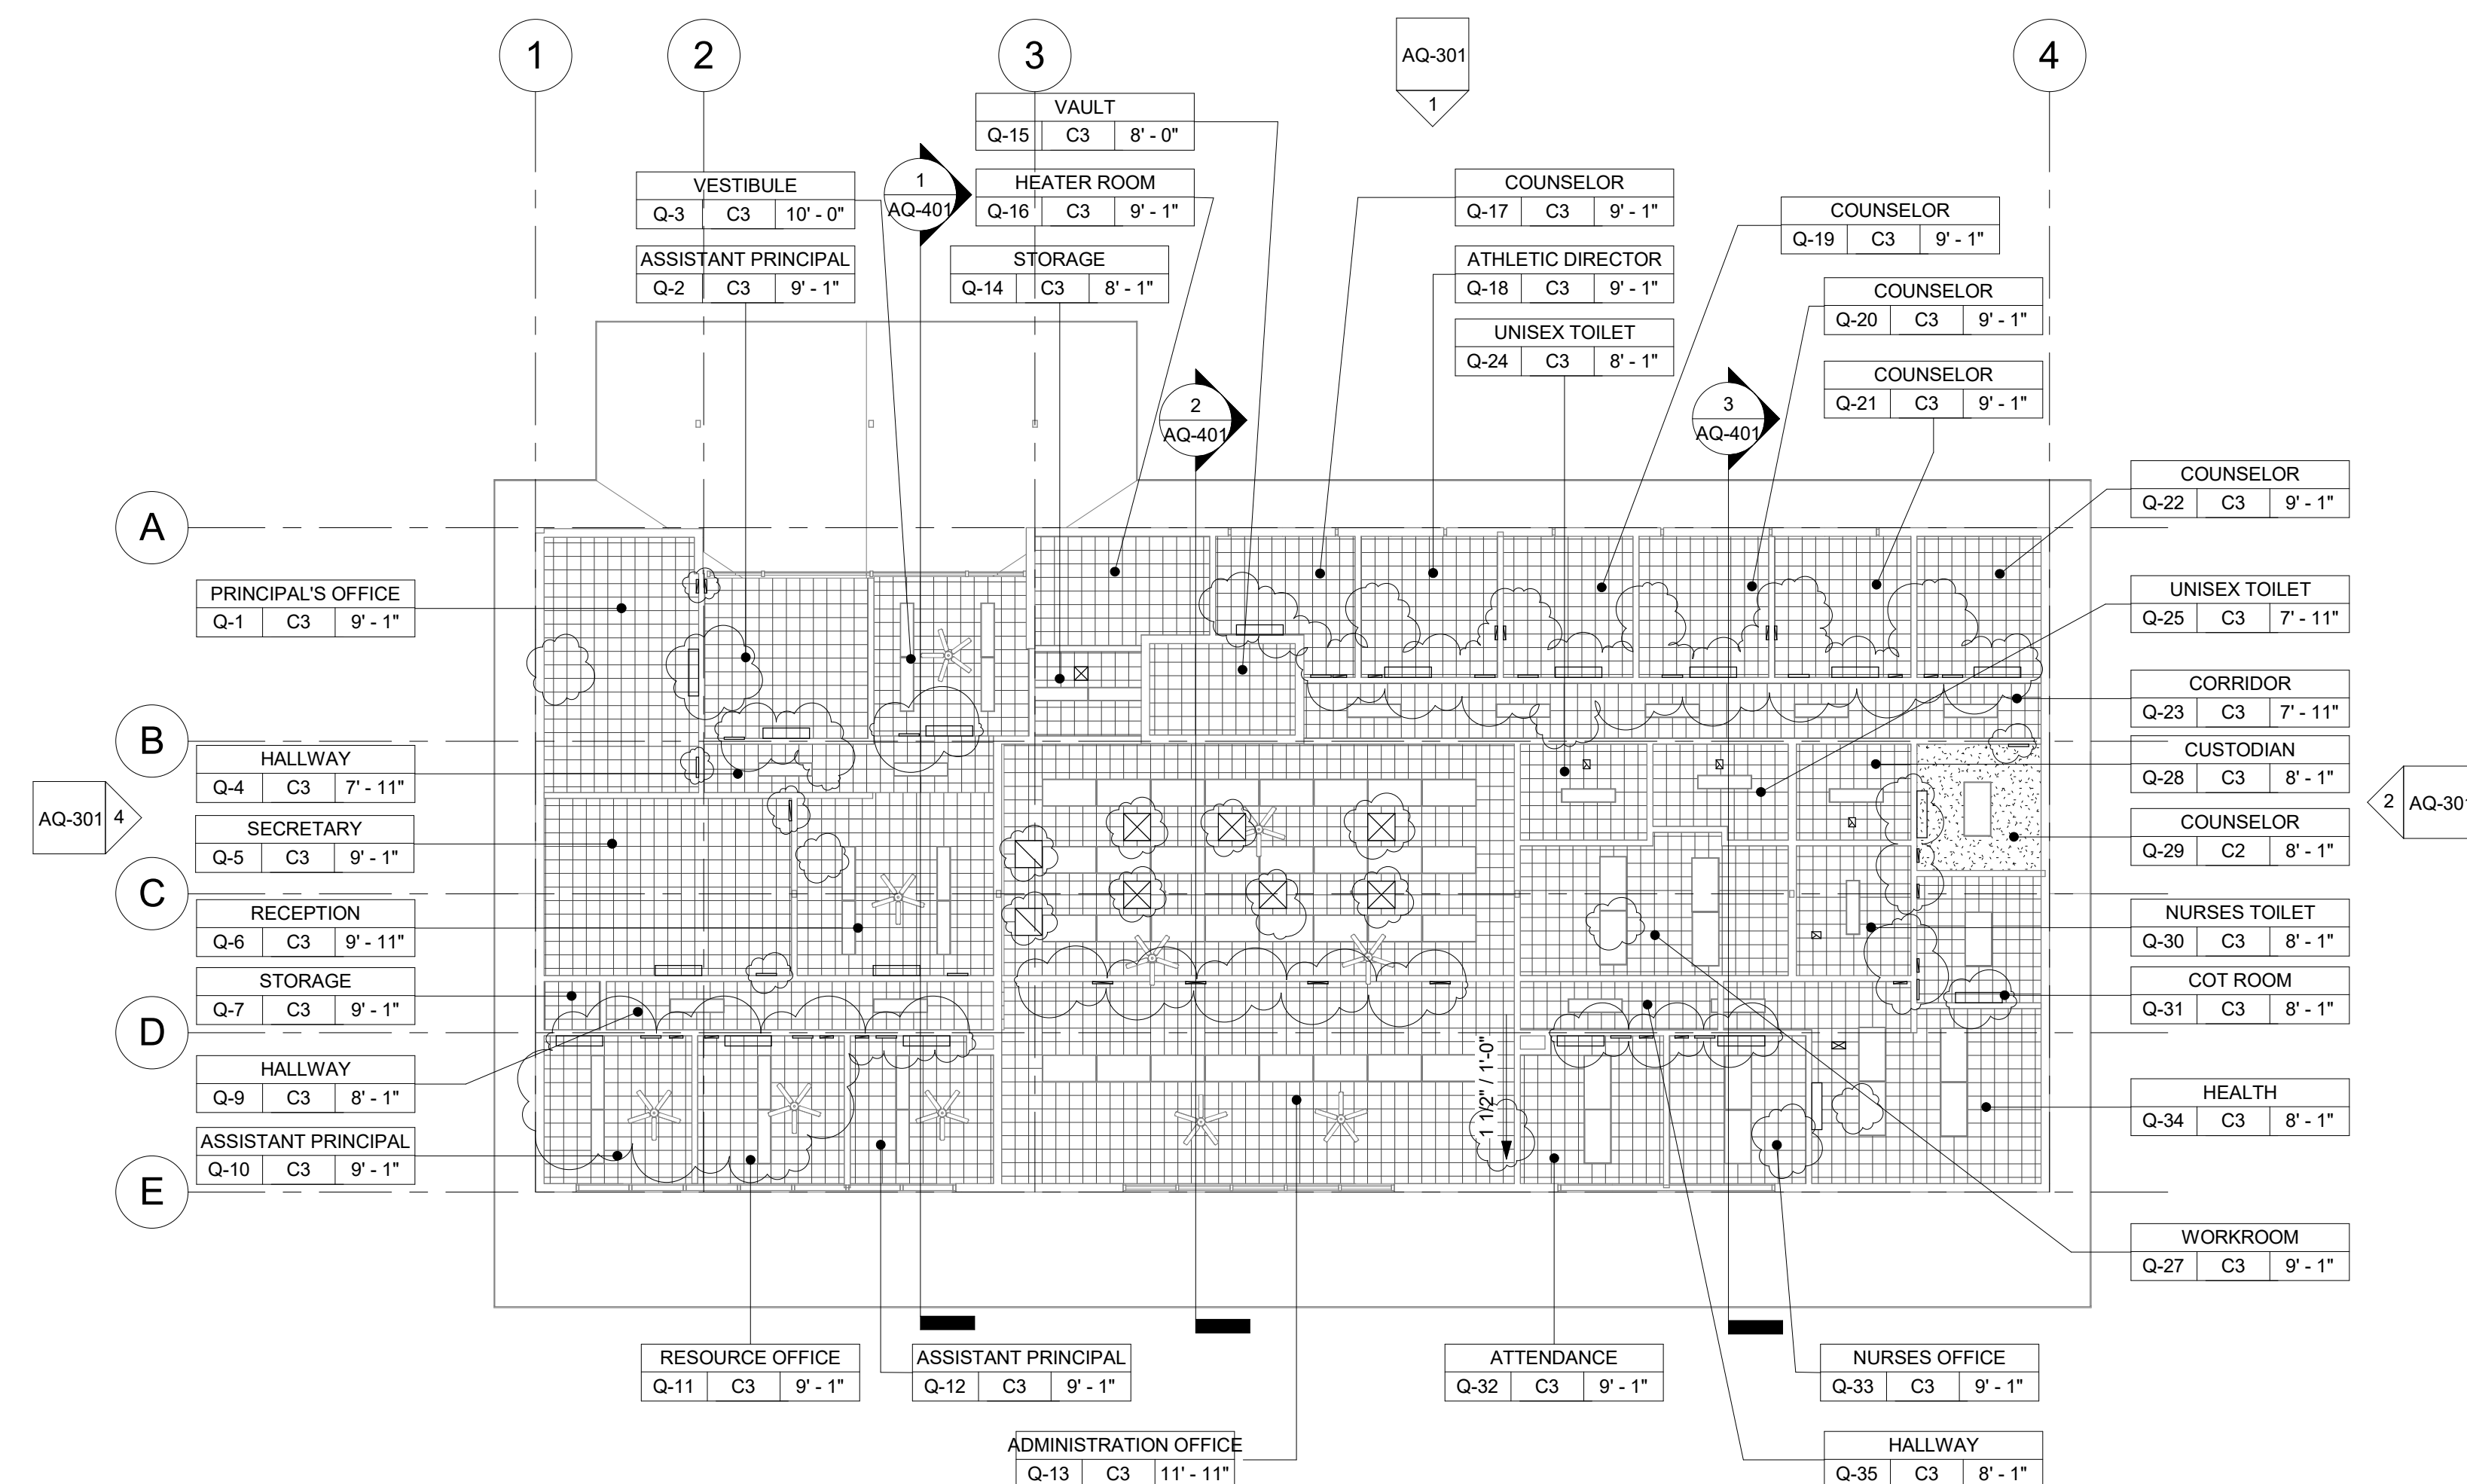 1
2
3
4
AQ-301
1
VAULT
Q-15 C3 8' - 0"
VESTIBULE
Q-3 C3 10' - 0"
1
AQ-401
HEATER ROOM
Q-16 C3 9' - 1"
COUNSELOR
Q-17 C3 9' - 1"
COUNSELOR
Q-19 C3 9' - 1"
ASSISTANT PRINCIPAL
Q-2 C3 9' - 1"
STORAGE
Q-14 C3 8' - 1"
ATHLETIC DIRECTOR
Q-18 C3 9' - 1"
COUNSELOR
Q-20 C3 9' - 1"
UNISEX TOILET
Q-24 C3 8' - 1"
COUNSELOR
Q-21 C3 9' - 1"
2
AQ-401
3
AQ-401
COUNSELOR
Q-22 C3 9' - 1"
A
PRINCIPAL'S OFFICE
Q-1 C3 9' - 1"
UNISEX TOILET
Q-25 C3 7' - 11"
CORRIDOR
Q-23 C3 7' - 11"
B
HALLWAY
Q-4 C3 7' - 11"
CUSTODIAN
Q-28 C3 8' - 1"
AQ-301 4
2 AQ-301
SECRETARY
Q-5 C3 9' - 1"
COUNSELOR
Q-29 C2 8' - 1"
C
RECEPTION
Q-6 C3 9' - 11"
NURSES TOILET
Q-30 C3 8' - 1"
STORAGE
Q-7 C3 9' - 1"
COT ROOM
Q-31 C3 8' - 1"
D
HALLWAY
Q-9 C3 8' - 1"
1 1/2" / 1'-0"
HEALTH
Q-34 C3 8' - 1"
ASSISTANT PRINCIPAL
Q-10 C3 9' - 1"
E
WORKROOM
Q-27 C3 9' - 1"
RESOURCE OFFICE
Q-11 C3 9' - 1"
ASSISTANT PRINCIPAL
Q-12 C3 9' - 1"
ATTENDANCE
Q-32 C3 9' - 1"
NURSES OFFICE
Q-33 C3 9' - 1"
ADMINISTRATION OFFICE
Q-13 C3 11' - 11"
HALLWAY
Q-35 C3 8' - 1"